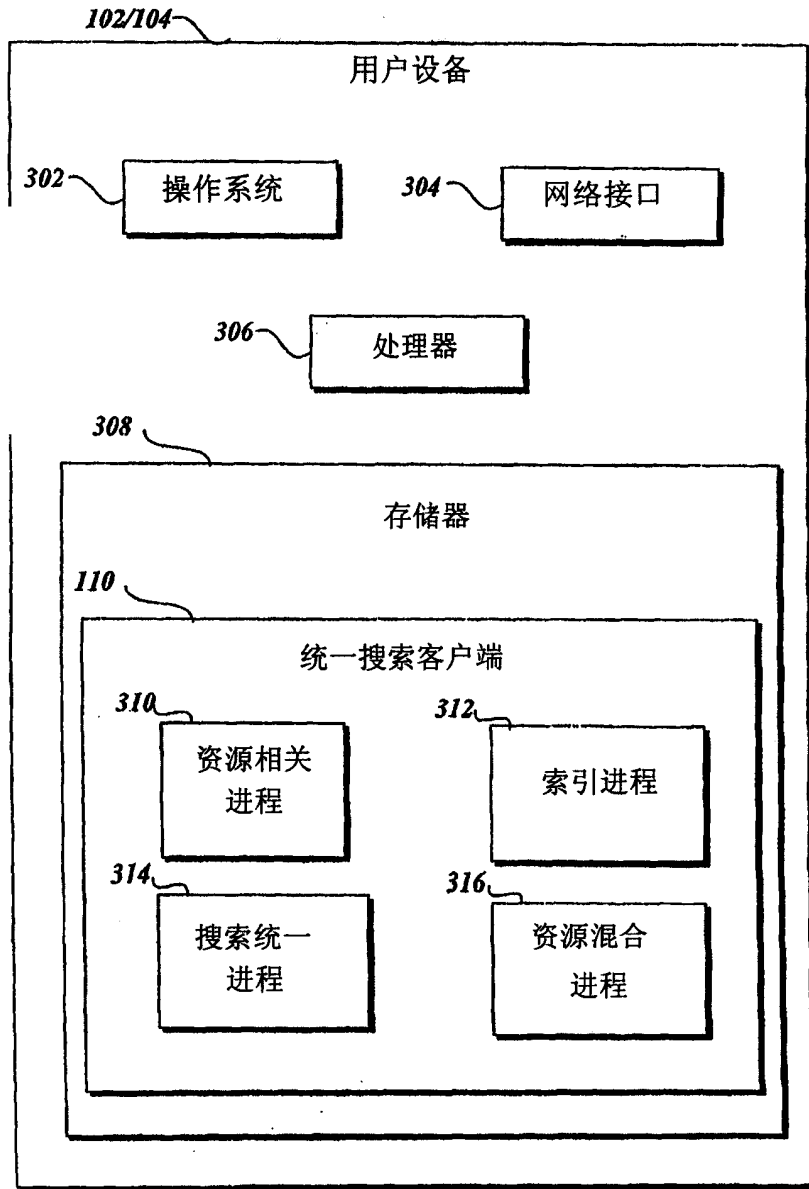 102/104
用户设备
302
操作系统
304
网络接口
306
处理器
308
存储器
110
统一搜索客户端
310
资源相关
进程
312
索引进程
314
搜索统一
进程
316
资源混合
进程